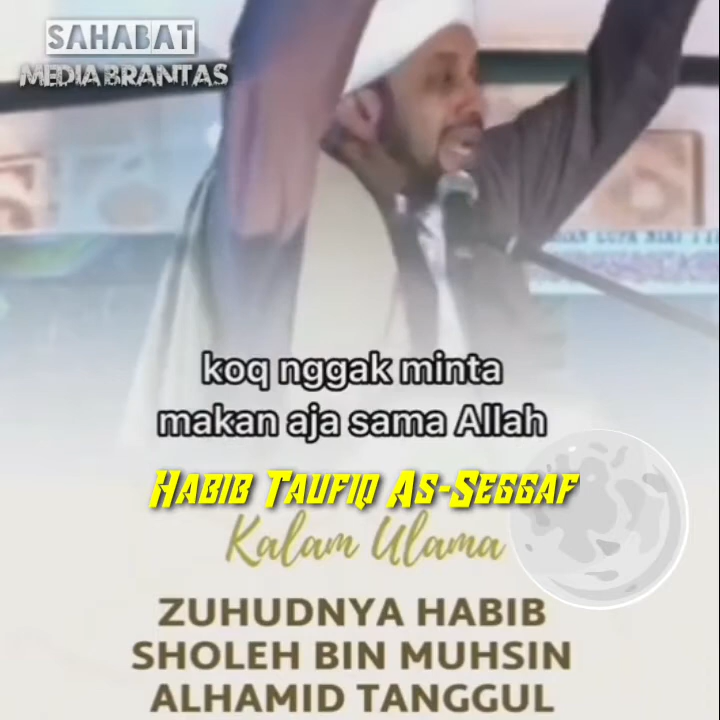 SAHABAT
MEDIA BRANTAS
koq nggak minta
makan aja sama Allah
HABIB TAUFIQ AS-SEGGAF
Kalam Ulama
ZUHUDNYA HABIB
SHOLEH BIN MUHSIN
ALHAMID TANGGUL